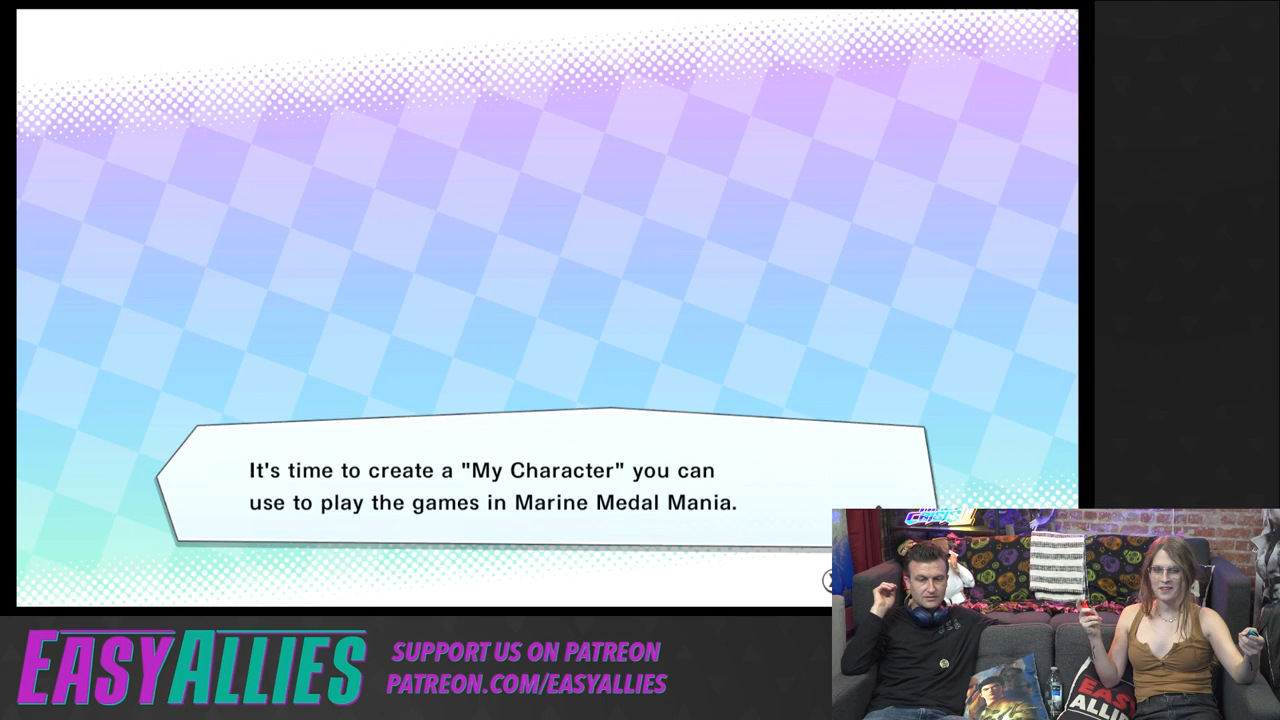 It's time to create a "My Character" you can
use to play the games in Marine Medal Mania.
EASYALLIES
SUPPORT US ON PATREON
PATREON.COM/EASYALLIES
EASY